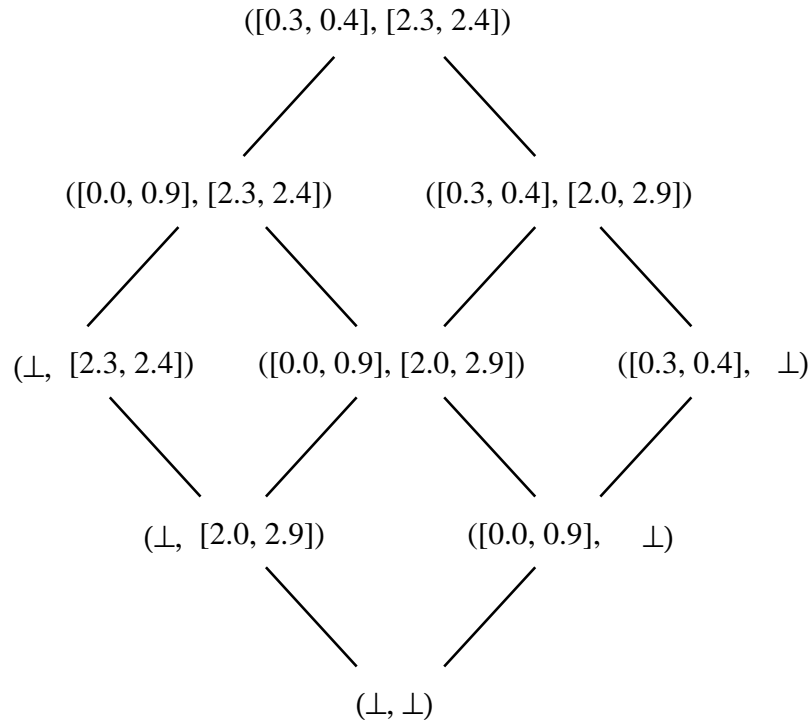 ([0.3, 0.4], [2.3, 2.4])
([0.0, 0.9], [2.3, 2.4]) ([0.3, 0.4], [2.0, 2.9])
(⊥, [2.3, 2.4]) ([0.0, 0.9], [2.0, 2.9]) ([0.3, 0.4], ⊥)
(⊥, [2.0, 2.9]) ([0.0, 0.9], ⊥)
(⊥, ⊥)